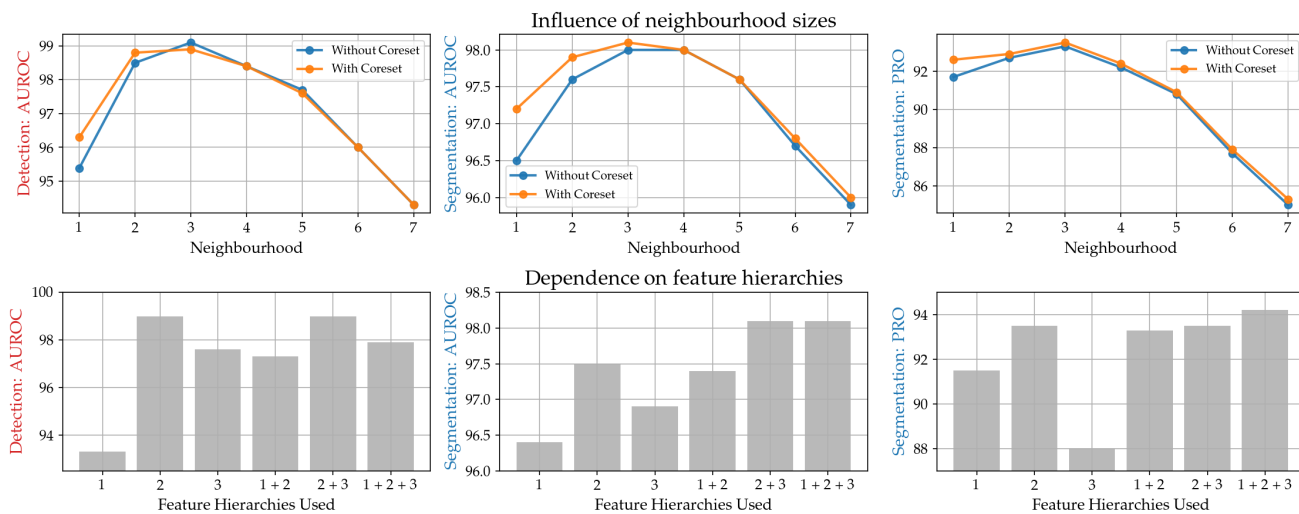 Influence of neighbourhood sizes
Detection: AUROC
99
98
97
96
95
Without Coreset
With Coreset
1 2 3 4 5 6 7
Neighbourhood
Segmentation: AUROC
98.0
97.5
97.0
96.5
96.0
Without Coreset
With Coreset
1 2 3 4 5 6 7
Neighbourhood
Segmentation: PRO
92
90
88
86
Without Coreset
With Coreset
1 2 3 4 5 6 7
Neighbourhood
Dependence on feature hierarchies
Detection: AUROC
100
98
96
94
1 2 3 1 + 2 2 + 3 1 + 2 + 3
Feature Hierarchies Used
Segmentation: AUROC
98.5
98.0
97.5
97.0
96.5
96.0
1 2 3 1 + 2 2 + 3 1 + 2 + 3
Feature Hierarchies Used
Segmentation: PRO
94
92
90
88
1 2 3 1 + 2 2 + 3 1 + 2 + 3
Feature Hierarchies Used